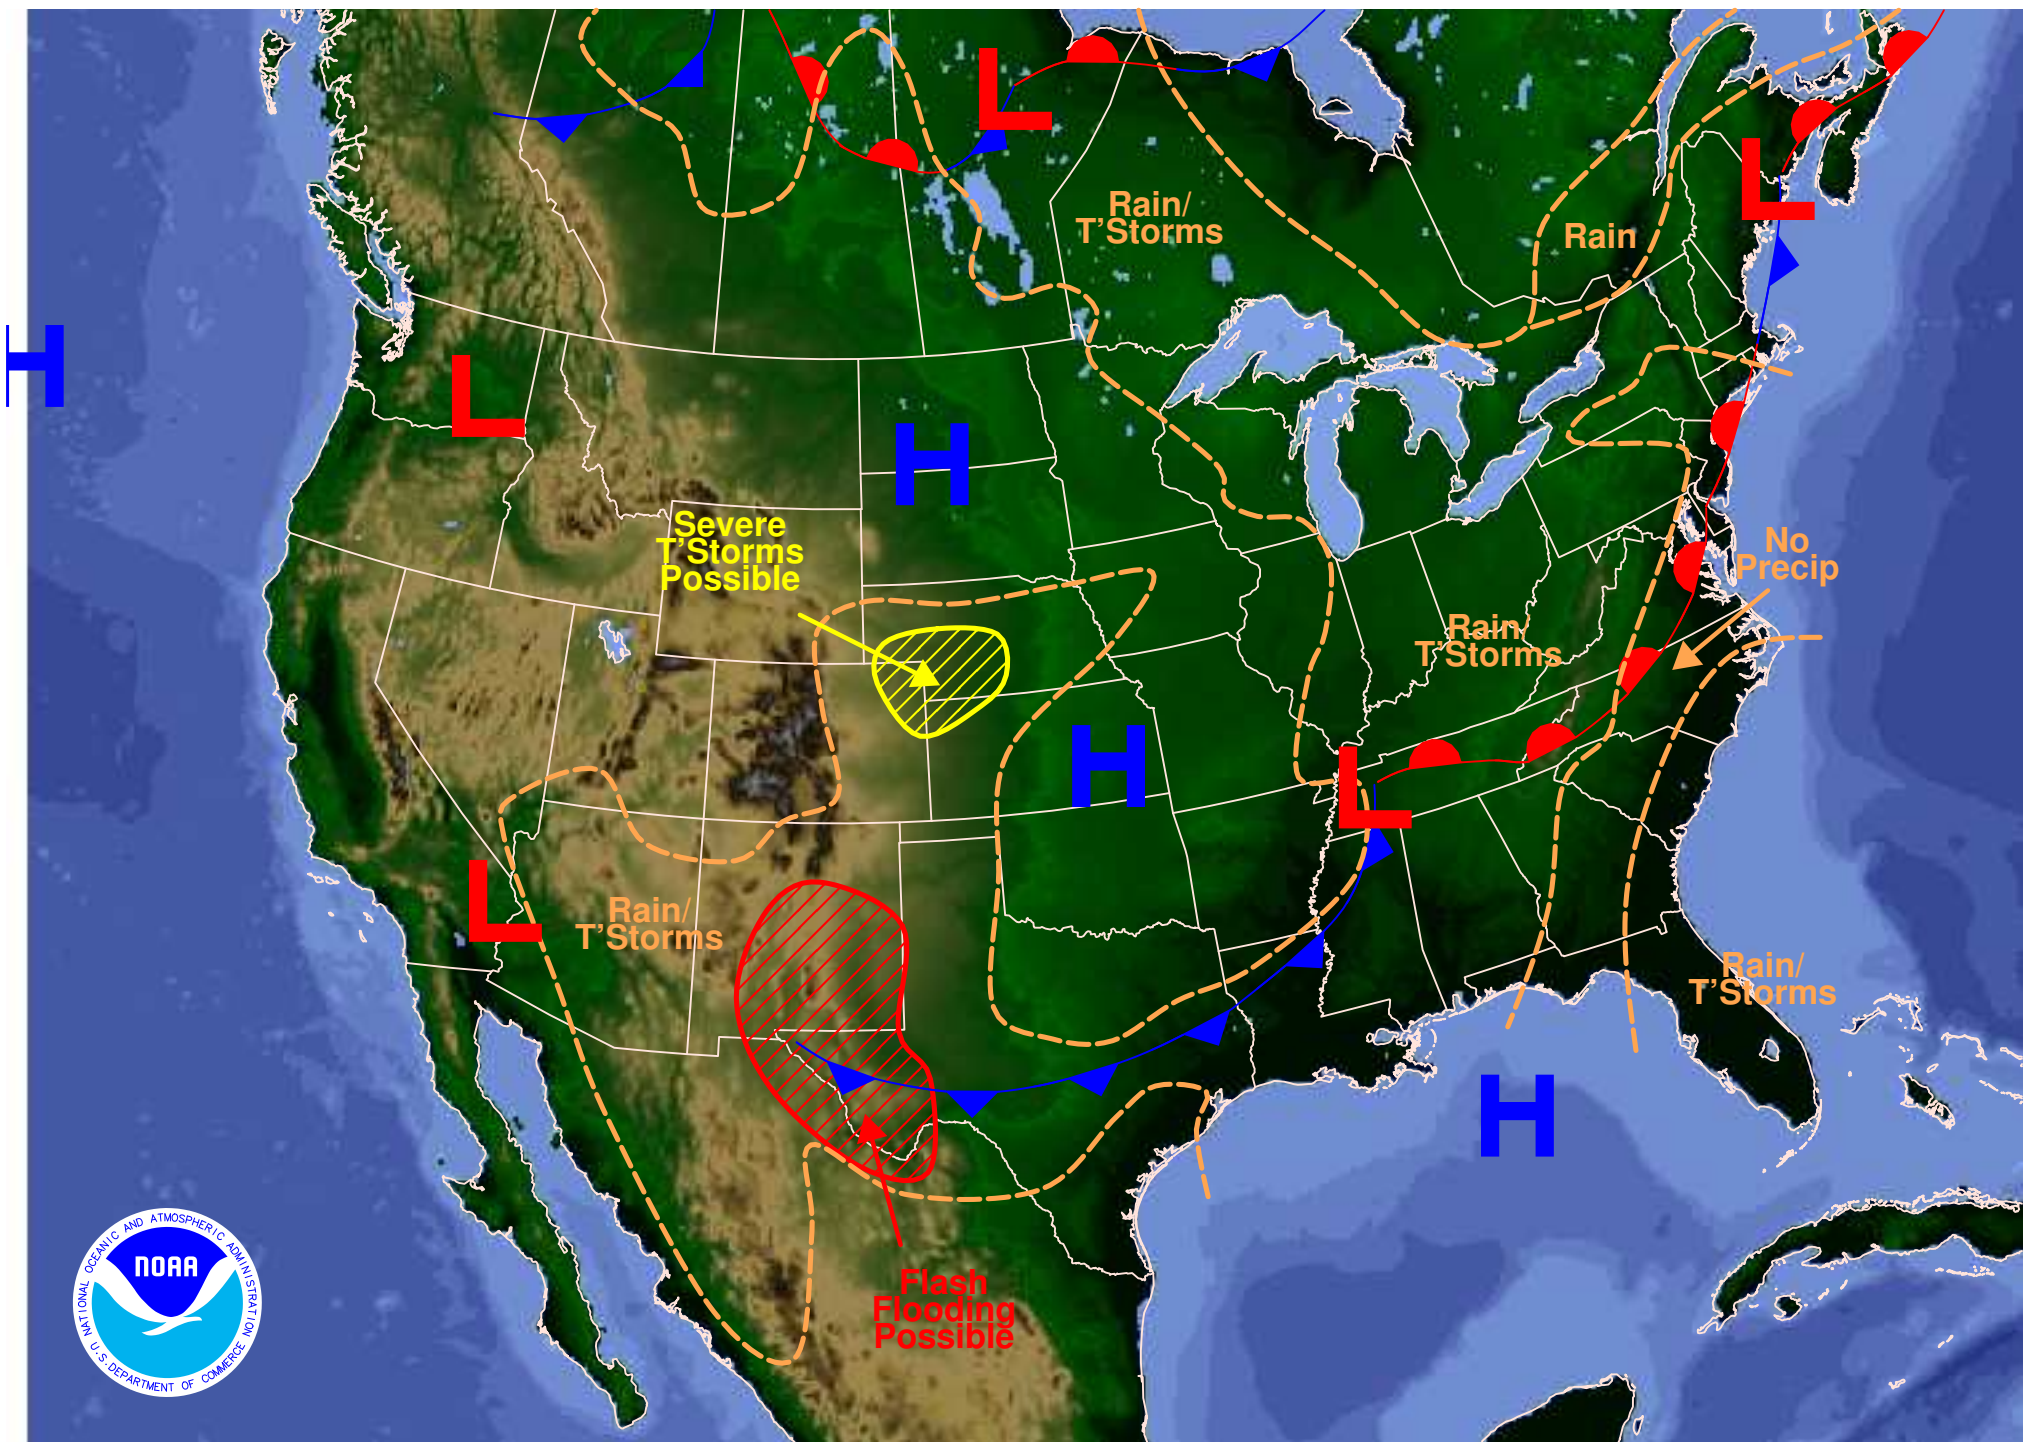 L
L
Rain/
T'Storms
Rain
H
L
H
Severe
T'Storms
Possible
No
Precip
Rain/
T'Storms
H
L
L
Rain/
T'Storms
Rain/
T'Storms
H
Flash
Flooding
Possible
NATIONAL OCEANIC AND ATMOSPHERIC ADMINISTRATION
NOAA
U.S. DEPARTMENT OF COMMERCE